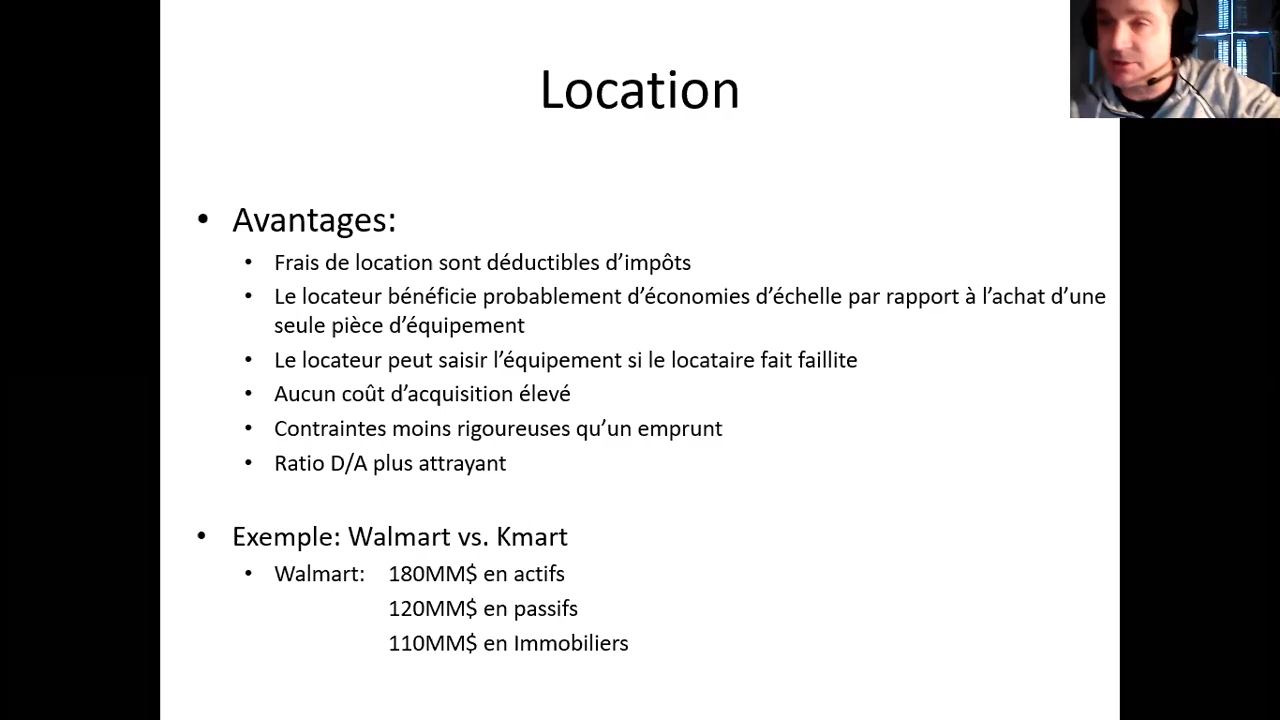 Location
• Avantages:
• Frais de location sont déductibles d’impôts
• Le locateur bénéficie probablement d’économies d’échelle par rapport à l’achat d’une
seule pièce d’équipement
• Le locateur peut saisir l’équipement si le locataire fait faillite
• Aucun coût d’acquisition élevé
• Contraintes moins rigoureuses qu’un emprunt
• Ratio D/A plus attrayant
• Exemple: Walmart vs. Kmart
• Walmart: 180MM$ en actifs
120MM$ en passifs
110MM$ en Immobiliers